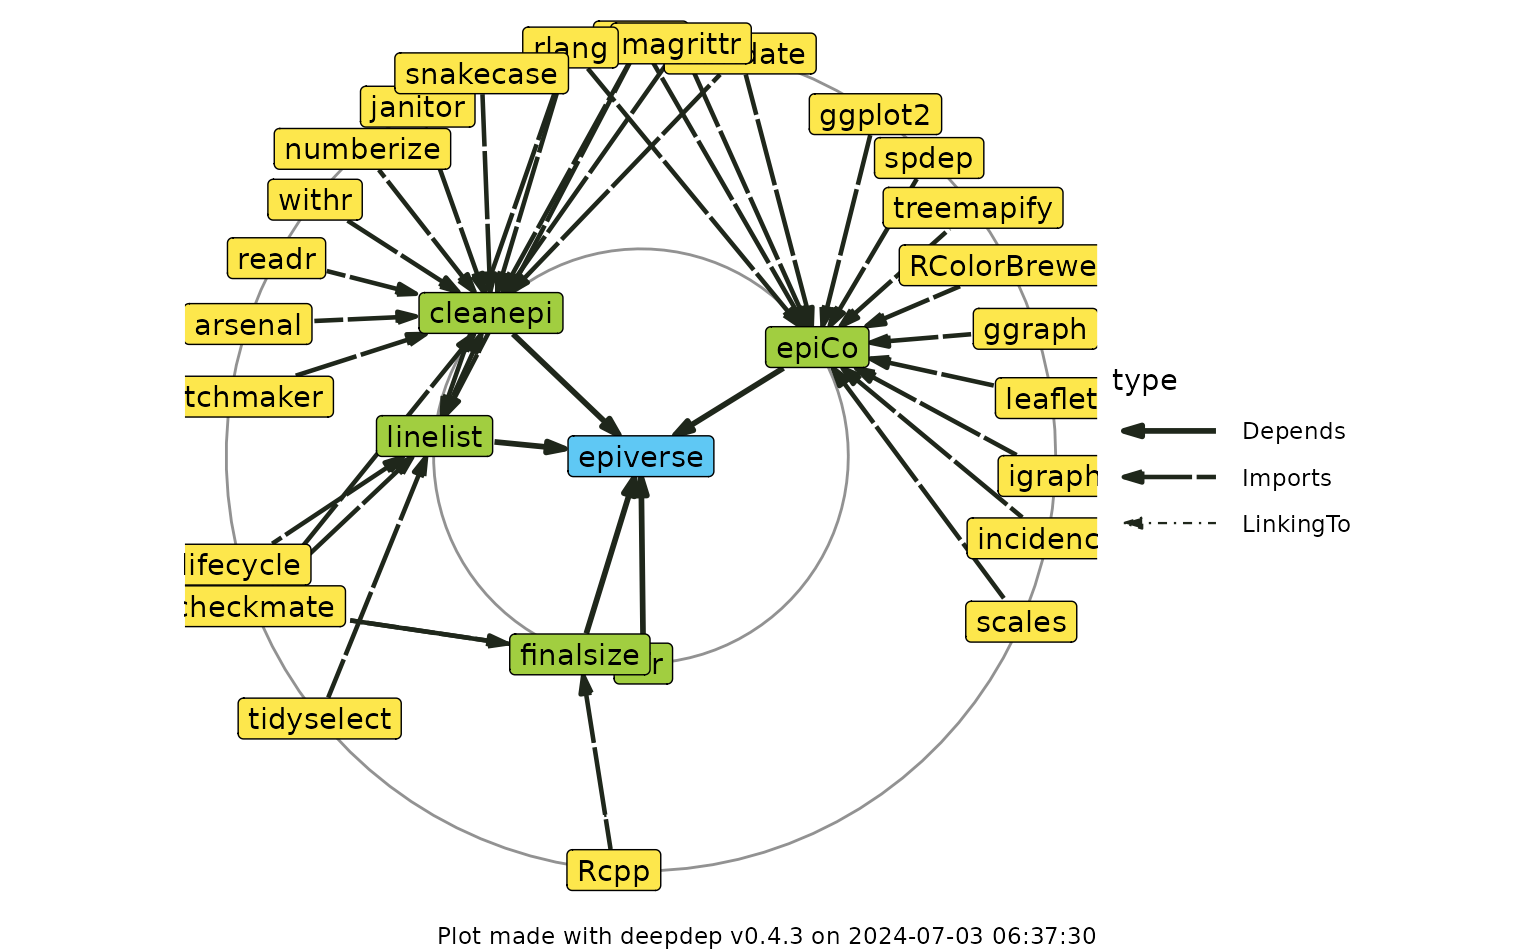 rlang
magrittr
date
snakecase
janitor
ggplot2
numberize
spdep
withr
treemapify
readr
RColorBrewe
cleanepi
arsenal
ggraph
epiCo
type
tchmaker
leaflet
Depends
linelist
epiverse
igraph
Imports
LinkingTo
incidenc
lifecycle
checkmate
scales
finalsize
r
tidyselect
Rcpp
Plot made with deepdep v0.4.3 on 2024-07-03 06:37:30